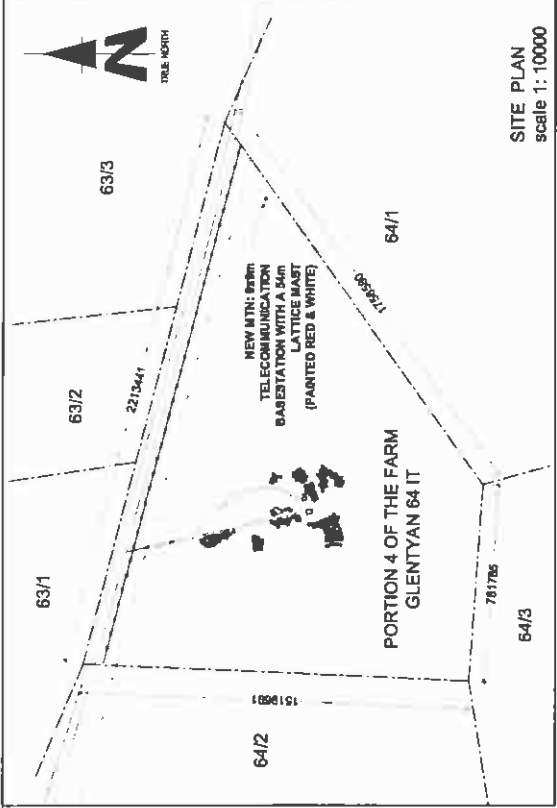 N
TRUE NORTH
63/3
63/2
63/1
2213441
NEW MTN: 9x9m
TELECOMMUNICATION
BASESTATION WITH A 54m
LATTICE MAST
(PAINTED RED & WHITE)
64/1
PORTION 4 OF THE FARM
GLENTYAN 64 IT
781785
64/3
64/2
SITE PLAN
scale 1: 10000